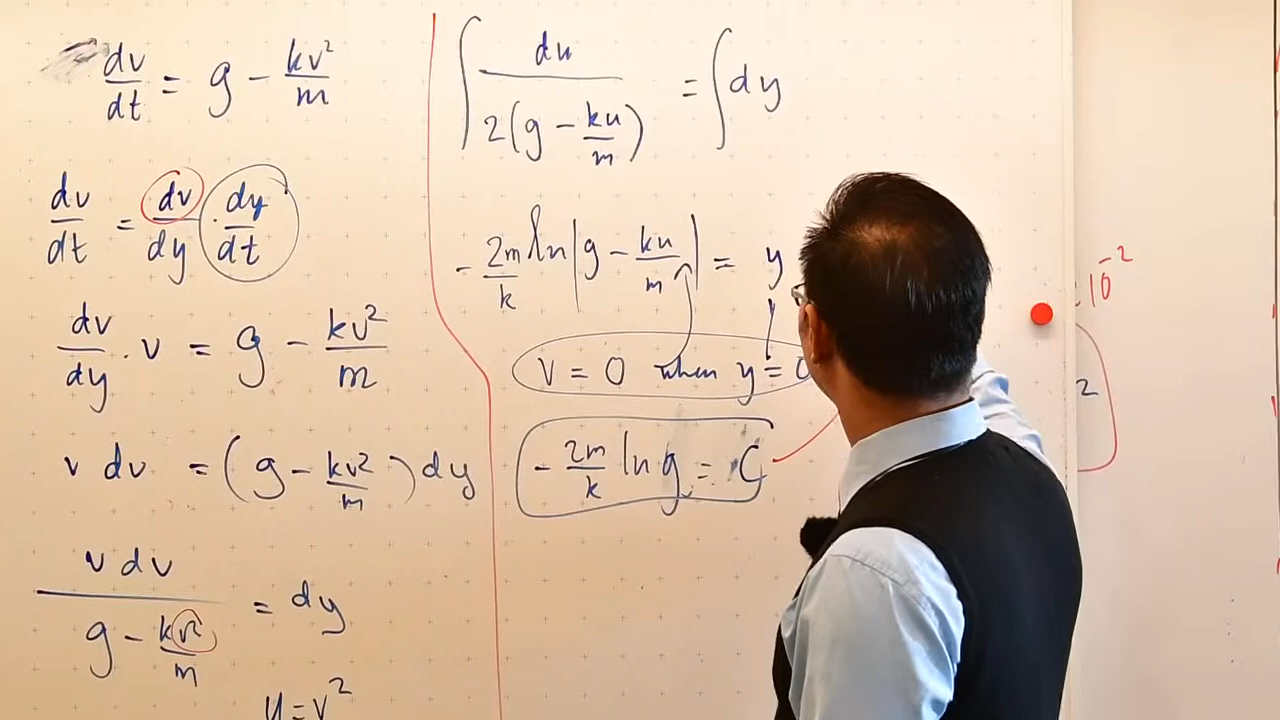 dv/dt = g - kv²/m
dv/dt = dv/dy · dy/dt
dv/dy · v = g - kv²/m
v dv = (g - kv²/m) dy
v dv / (g - kv²/m) = dy
u = v²
∫ du / 2(g - ku/m) = ∫ dy
- 2m/k ln |g - ku/m| = y
v = 0 when y = 0
- 2m/k ln g = C
10⁻²
2